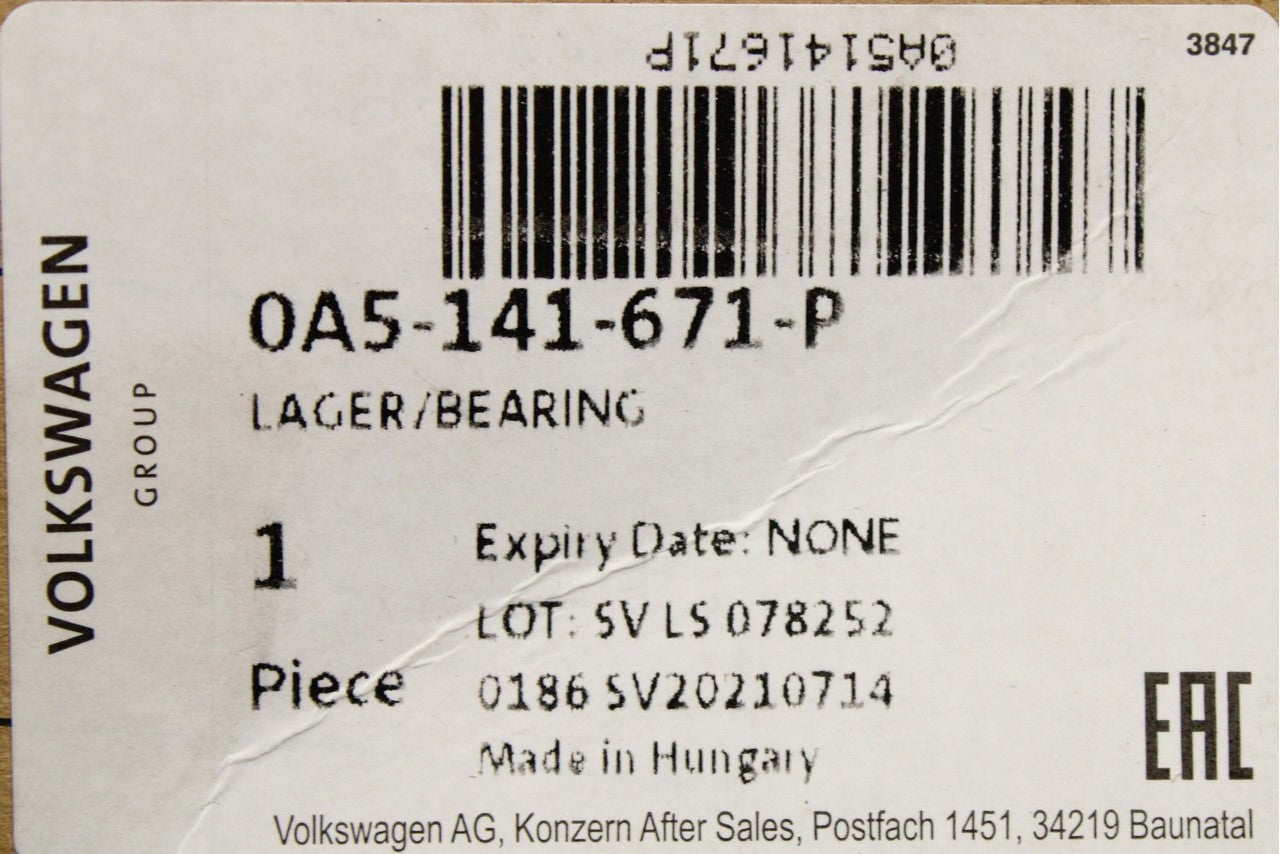 3847
0A5141671P
0A5-141-671-P
LAGER/BEARING
VOLKSWAGEN
GROUP
1
Piece
Expiry Date: NONE
LOT: SV LS 078252
0186 SV20210714
Made in Hungary
EAC
Volkswagen AG, Konzern After Sales, Postfach 1451, 34219 Baunatal